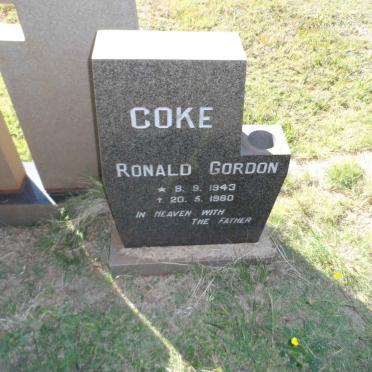 COKE
RONALD GORDON
* 8. 9. 1943
† 20. 5. 1980
IN HEAVEN WITH
THE FATHER